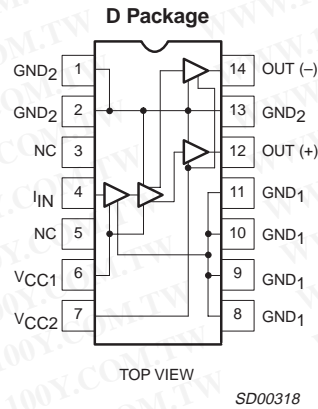 D Package
GND2 1 14 OUT (–)
GND2 2 13 GND2
NC 3 12 OUT (+)
IIN 4 11 GND1
NC 5 10 GND1
VCC1 6 9 GND1
VCC2 7 8 GND1
TOP VIEW
SD00318